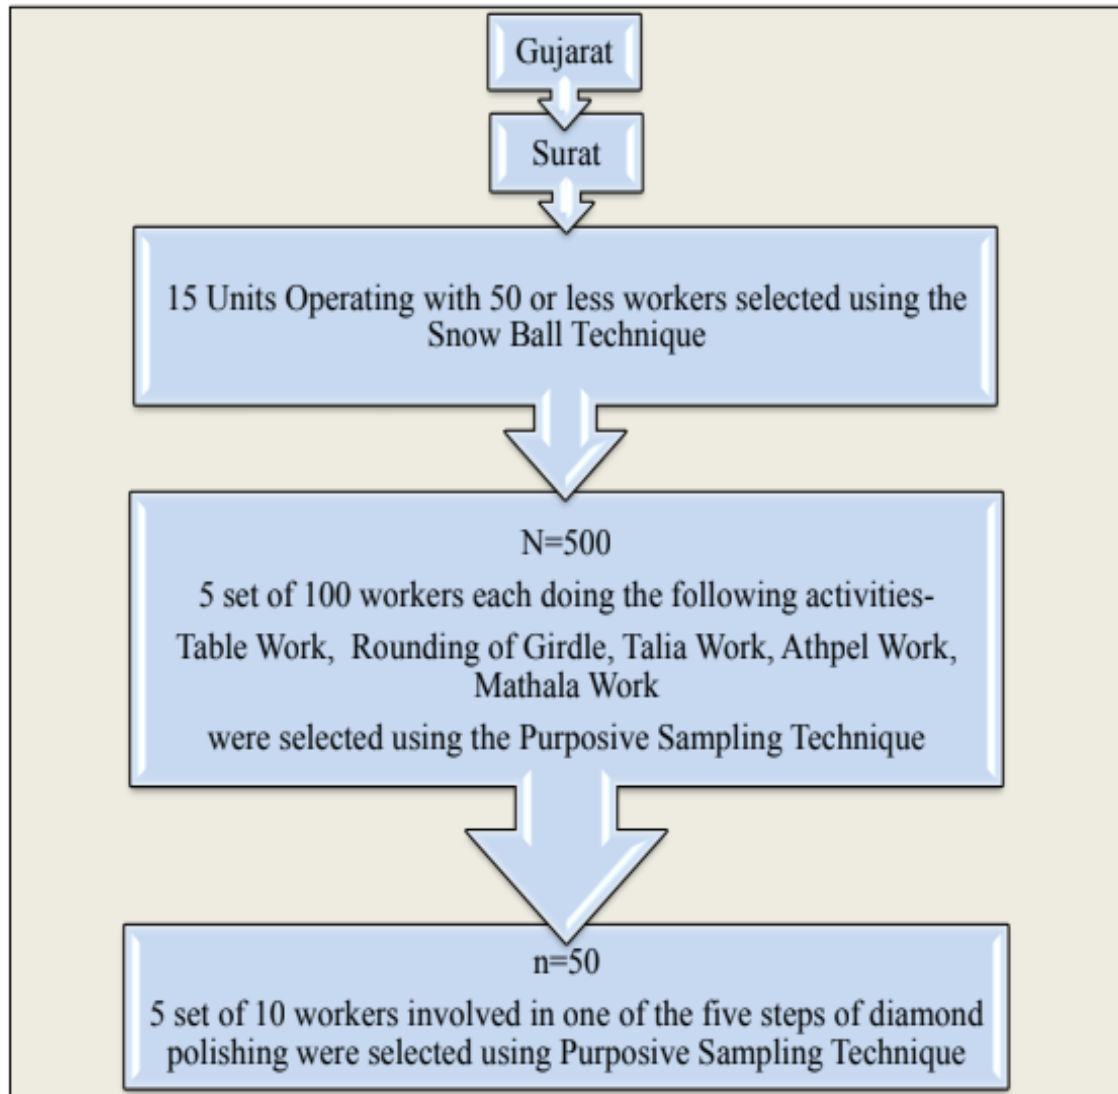 Gujarat
Surat
15 Units Operating with 50 or less workers selected using the
Snow Ball Technique
N=500
5 set of 100 workers each doing the following activities-
Table Work, Rounding of Girdle, Talia Work, Athpel Work,
Mathala Work
were selected using the Purposive Sampling Technique
n=50
5 set of 10 workers involved in one of the five steps of diamond
polishing were selected using Purposive Sampling Technique